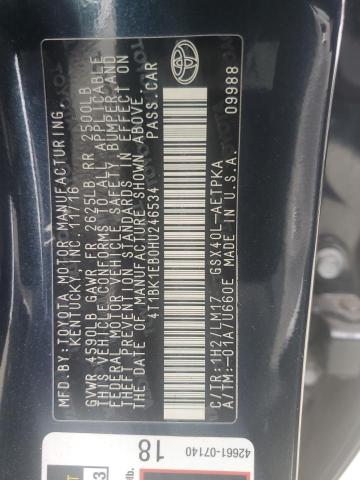 MFD.BY:TOYOTA MOTOR MANUFACTURING,
KENTUCKY,INC. 11/16
GVWR 4590LB GAWR FR 2625LB RR 2500LB
THIS VEHICLE CONFORMS TO ALL APPLICABLE
FEDERAL MOTOR VEHICLE SAFETY, BUMPER, AND
THEFT PREVENTION STANDARDS IN EFFECT ON
THE DATE OF MANUFACTURE SHOWN ABOVE.
4T1BK1EB0HU246534 PASS.CAR
C/TR:1H2/LM17 GSX40L-AETPKA
A/TM:-01A/U660E MADE IN U.S.A. 09988
42661-07140
18